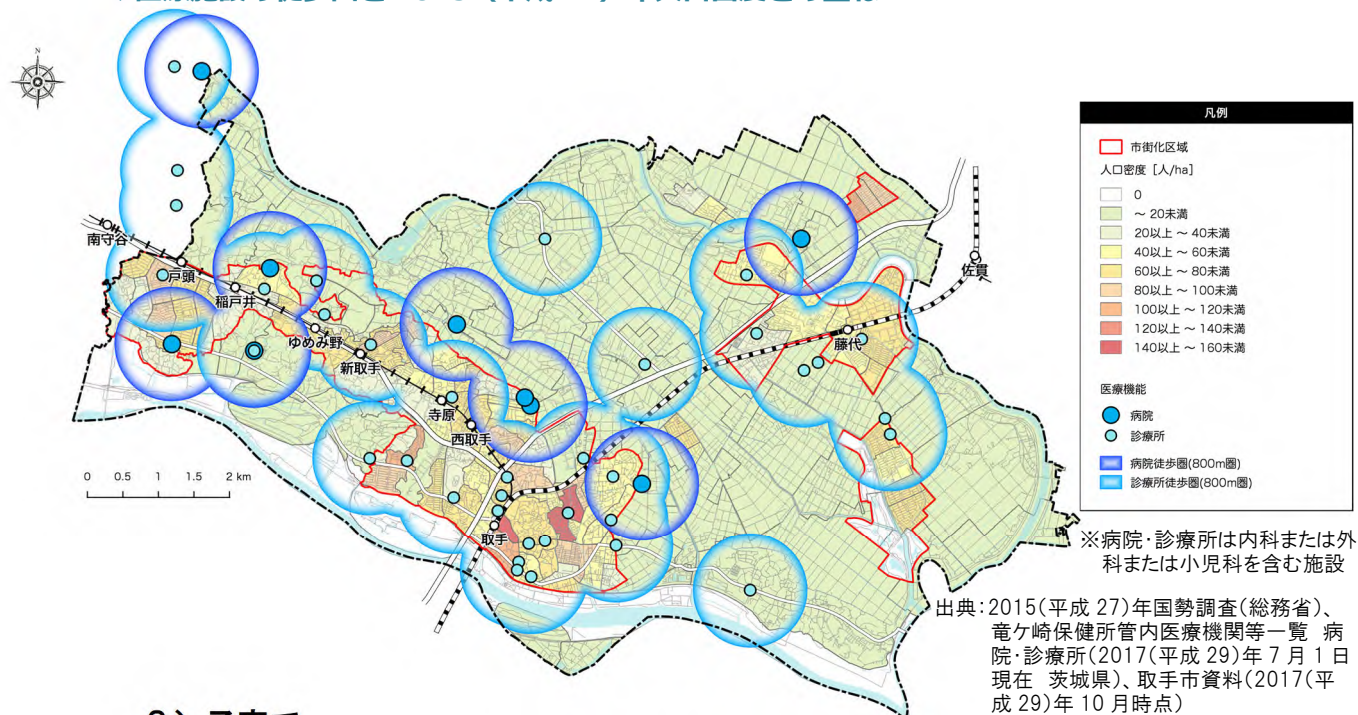 N
南守谷
戸頭
稲戸井
ゆめみ野
新取手
寺原
西取手
取手
藤代
佐貫
0 0.5 1 1.5 2 km
凡例
市街化区域
人口密度 [人/ha]
0
～ 20未満
20以上 ～ 40未満
40以上 ～ 60未満
60以上 ～ 80未満
80以上 ～ 100未満
100以上 ～ 120未満
120以上 ～ 140未満
140以上 ～ 160未満
医療機能
病院
診療所
病院徒歩圏(800m圏)
診療所徒歩圏(800m圏)
※病院・診療所は内科または外
科または小児科を含む施設
出典:2015(平成 27)年国勢調査(総務省)、
竜ケ崎保健所管内医療機関等一覧 病
院・診療所(2017(平成 29)年 7 月 1 日
現在 茨城県)、取手市資料(2017(平
成 29)年 10 月時点)